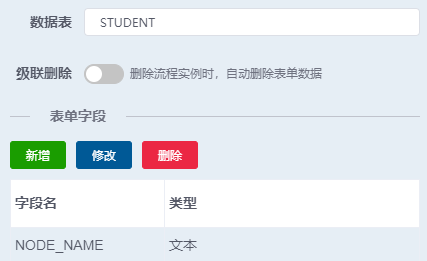 数据表 STUDENT
级联删除 删除流程实例时，自动删除表单数据
表单字段
新增 修改 删除
字段名 类型
NODE_NAME 文本